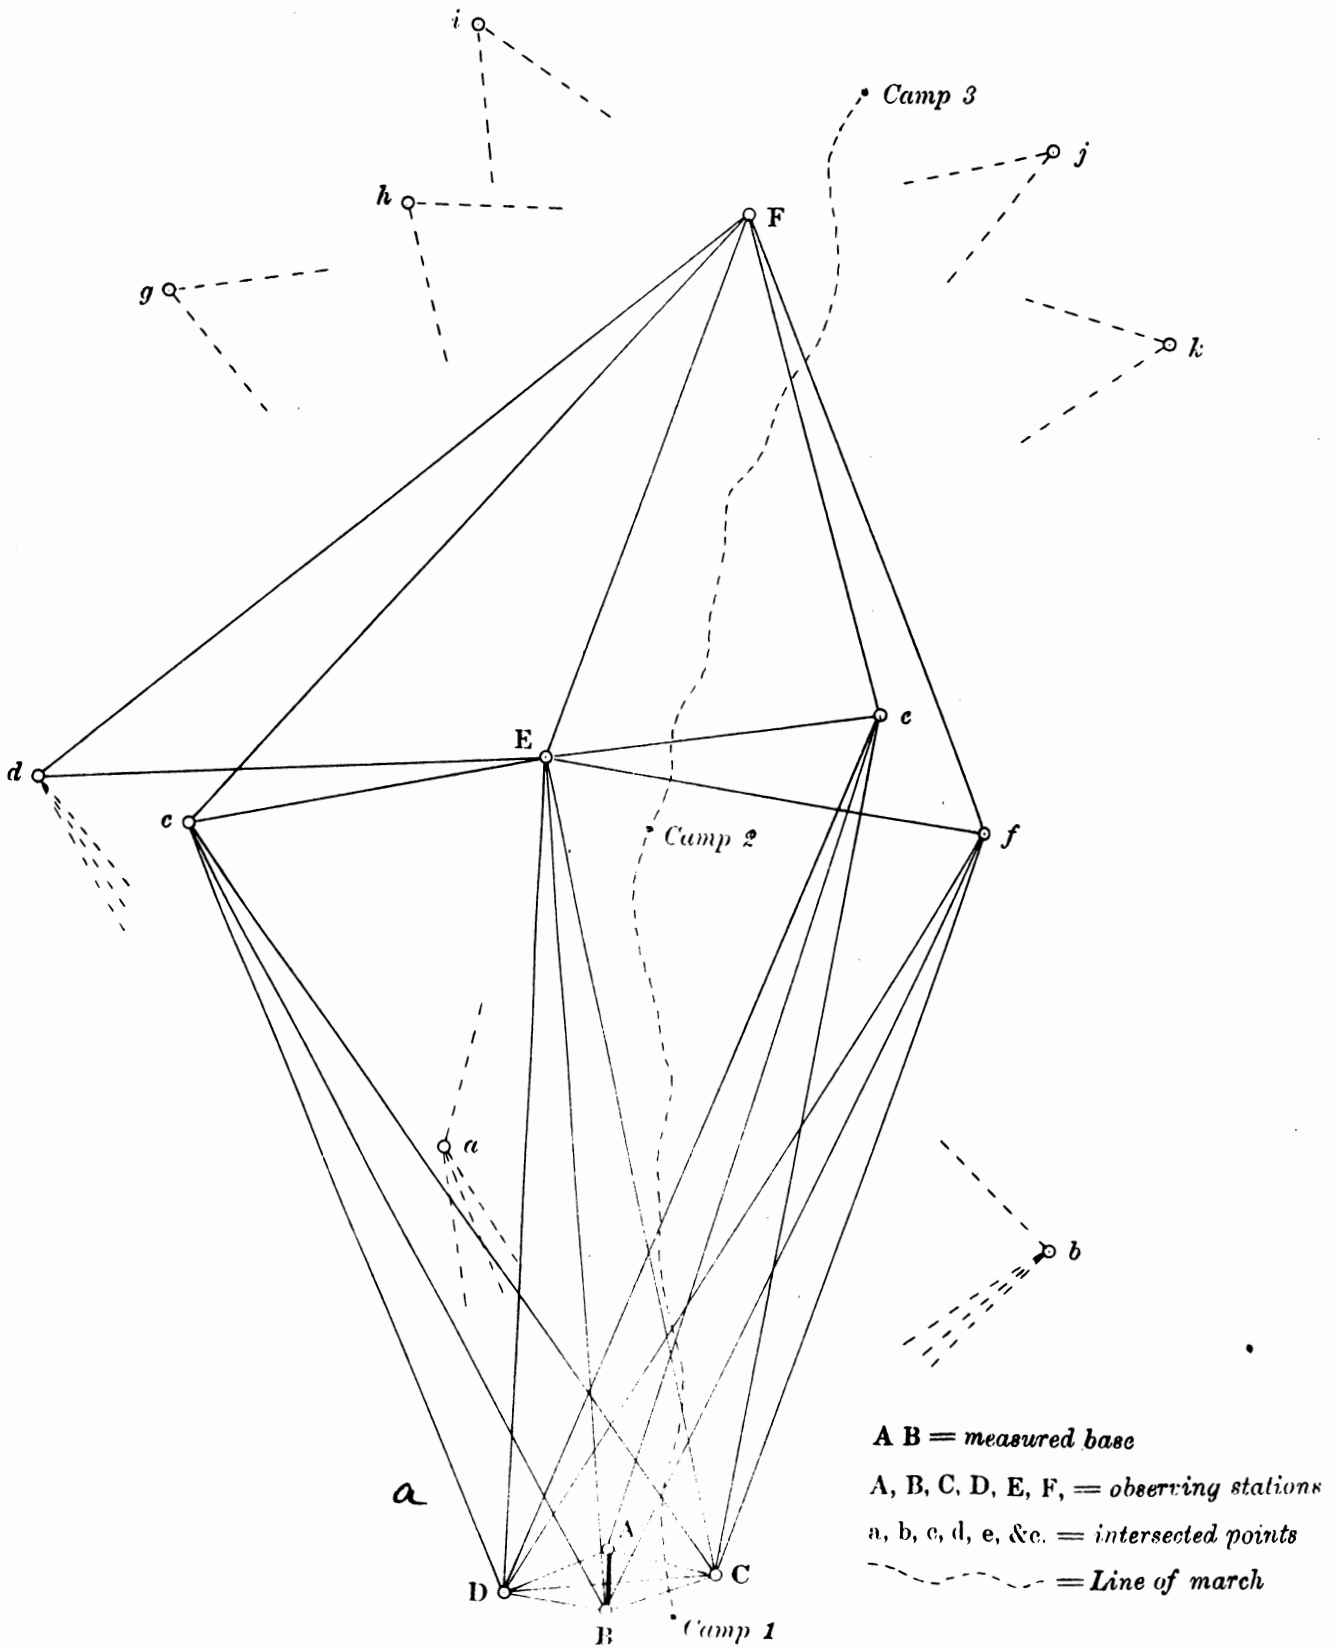 i
Camp 3
j
h
F
g
k
E
e
d
c
Camp 2
f
a
b
A B = measured base
A, B, C, D, E, F, = observing stations
a
a, b, c, d, e, &c. = intersected points
A
D
C
= Line of march
B
Camp 1